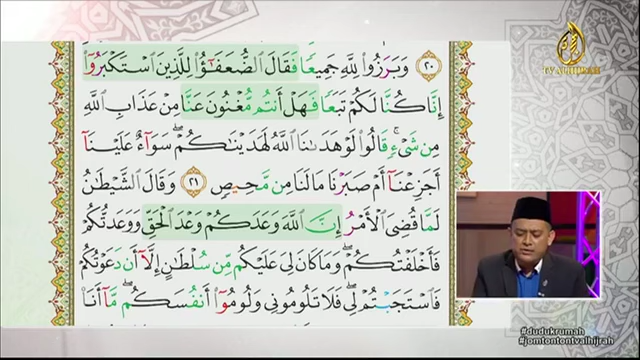 ٢٠ وَبَرَزُوا۟ لِلَّهِ جَمِيعًا فَقَالَ الضُّعَفَـٰٓؤُا۟ لِلَّذِينَ اسْتَكْبَرُوٓا۟
إِنَّا كُنَّا لَكُمْ تَبَعًا فَهَلْ أَنتُم مُّغْنُونَ عَنَّا مِنْ عَذَابِ اللَّهِ
مِن شَىْءٍۚ قَالُوا۟ لَوْ هَدَىٰنَا اللَّهُ لَهَدَيْنَـٰكُمْۖ سَوَآءٌ عَلَيْنَآ
أَجَزِعْنَآ أَمْ صَبَرْنَا مَا لَنَا مِن مَّحِيصٍ ٢١ وَقَالَ الشَّيْطَـٰنُ
لَمَّا قُضِىَ الْأَمْرُ إِنَّ اللَّهَ وَعَدَكُمْ وَعْدَ الْحَقِّ وَوَعَدتُّكُمْ
فَأَخْلَفْتُكُمْۖ وَمَا كَانَ لِىَ عَلَيْكُم مِّن سُلْطَـٰنٍ إِلَّآ أَن دَعَوْتُكُمْ
فَاسْتَجَبْتُمْ لِىۖ فَلَا تَلُومُونِى وَلُومُوٓا۟ أَنفُسَكُمۖ مَّآ أَنَا۠
TV ALHIJRAH
#dudukrumah
#jomtontontvalhijrah